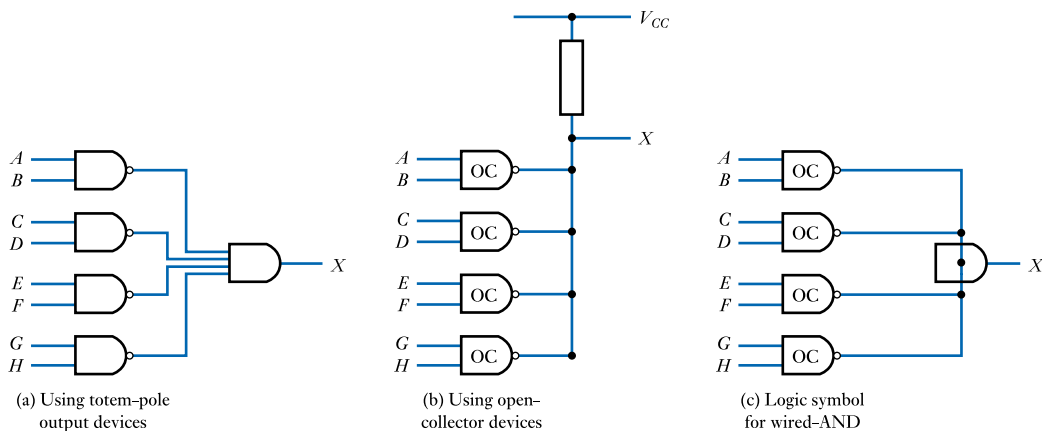 V_CC
X
A
B
C
D
E
F
G
H
X
(a) Using totem–pole
output devices
A
B
OC
C
D
OC
E
F
OC
G
H
OC
(b) Using open–
collector devices
A
B
OC
C
D
OC
E
F
OC
G
H
OC
X
(c) Logic symbol
for wired–AND